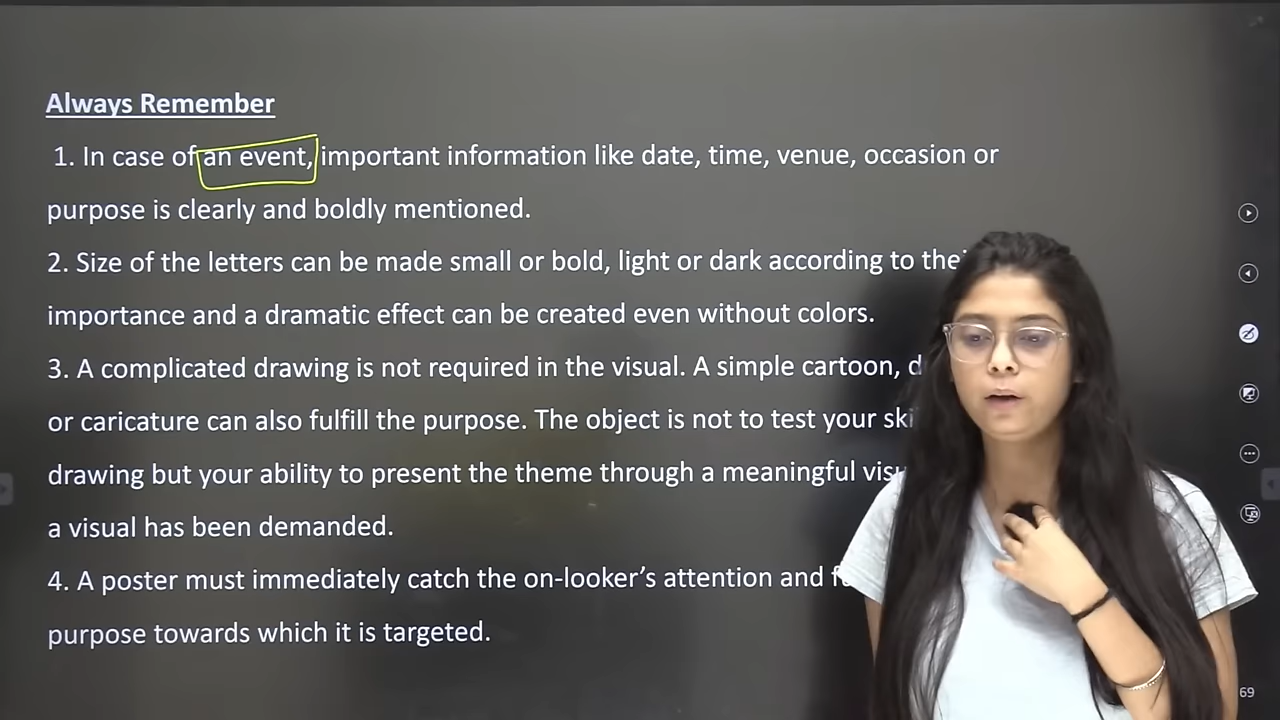 Always Remember
1. In case of an event, important information like date, time, venue, occasion or
purpose is clearly and boldly mentioned.
2. Size of the letters can be made small or bold, light or dark according to their
importance and a dramatic effect can be created even without colors.
3. A complicated drawing is not required in the visual. A simple cartoon,
or caricature can also fulfill the purpose. The object is not to test your
drawing but your ability to present the theme through a meaningful
a visual has been demanded.
4. A poster must immediately catch the on-looker’s attention and
purpose towards which it is targeted.
69